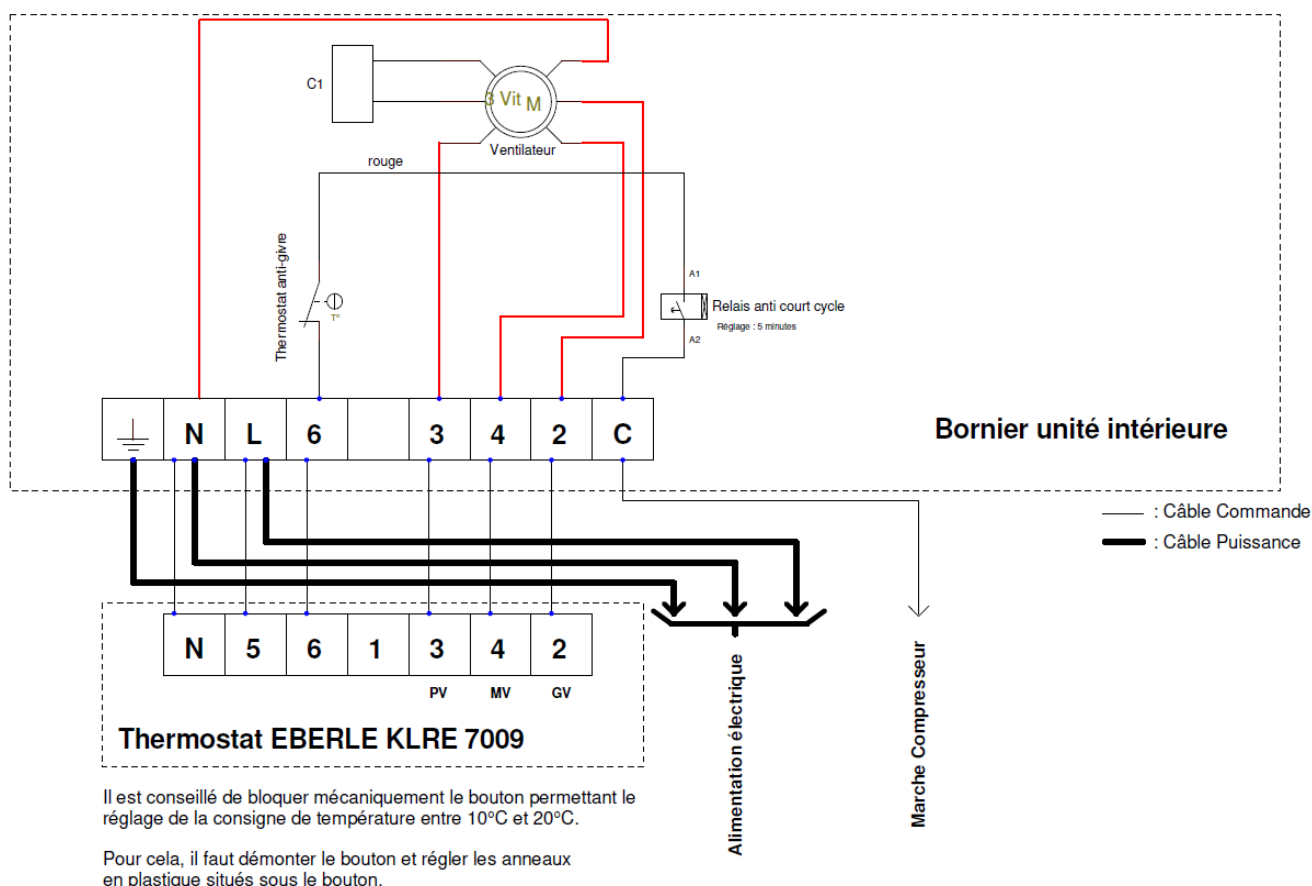 C1
3 Vit M
Ventilateur
rouge
Thermostat anti-givre
T°
A1
Relais anti court cycle
Réglage : 5 minutes
A2
N L 6 3 4 2 C
Bornier unité intérieure
: Câble Commande
: Câble Puissance
N 5 6 1 3 4 2
PV MV GV
Thermostat EBERLE KLRE 7009
Alimentation électrique
Marche Compresseur
Il est conseillé de bloquer mécaniquement le bouton permettant le
réglage de la consigne de température entre 10°C et 20°C.
Pour cela, il faut démonter le bouton et régler les anneaux
en plastique situés sous le bouton.